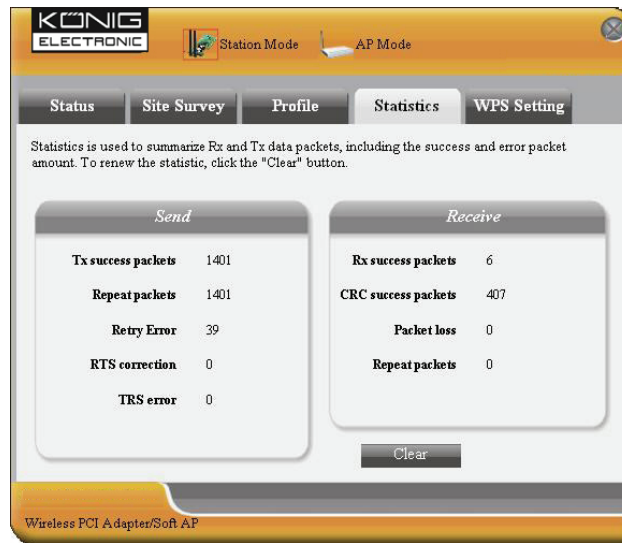 KÖNIG
ELECTRONIC
Station Mode AP Mode
Status Site Survey Profile Statistics WPS Setting
Statistics is used to summarize Rx and Tx data packets, including the success and error packet
amount. To renew the statistic, click the "Clear" button.
Send
Tx success packets 1401
Repeat packets 1401
Retry Error 39
RTS correction 0
TRS error 0
Receive
Rx success packets 6
CRC success packets 407
Packet loss 0
Repeat packets 0
Clear
Wireless PCI Adapter/Soft AP